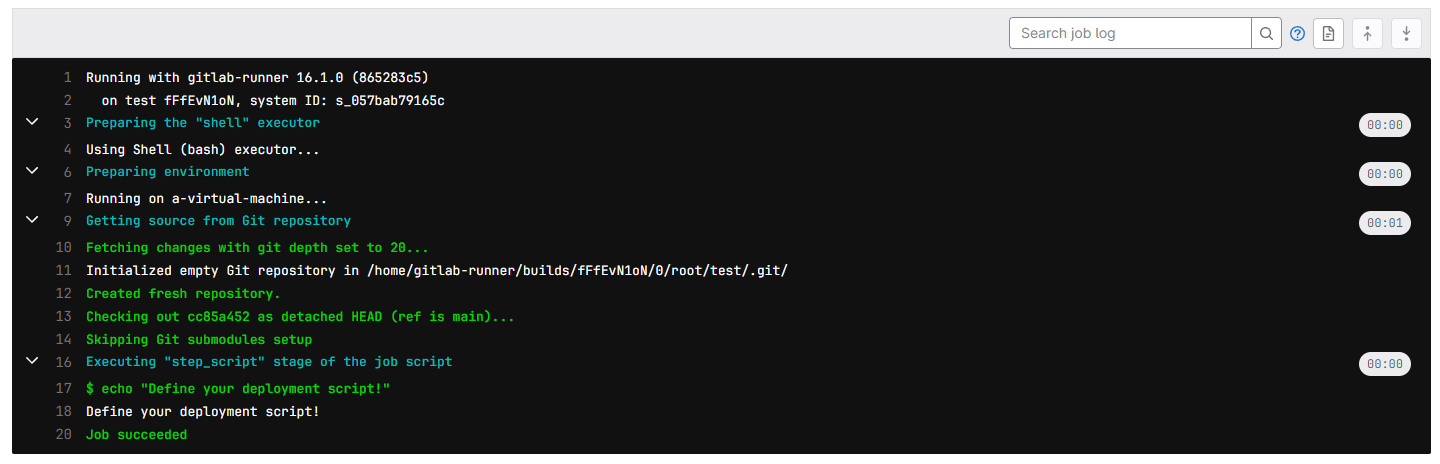 Search job log
1 Running with gitlab-runner 16.1.0 (865283c5)
2 on test fFfEvN1oN, system ID: s_057bab79165c
3 Preparing the "shell" executor 00:00
4 Using Shell (bash) executor...
6 Preparing environment 00:00
7 Running on a-virtual-machine...
9 Getting source from Git repository 00:01
10 Fetching changes with git depth set to 20...
11 Initialized empty Git repository in /home/gitlab-runner/builds/fFfEvN1oN/0/root/test/.git/
12 Created fresh repository.
13 Checking out cc85a452 as detached HEAD (ref is main)...
14 Skipping Git submodules setup
16 Executing "step_script" stage of the job script 00:00
17 $ echo "Define your deployment script!"
18 Define your deployment script!
20 Job succeeded